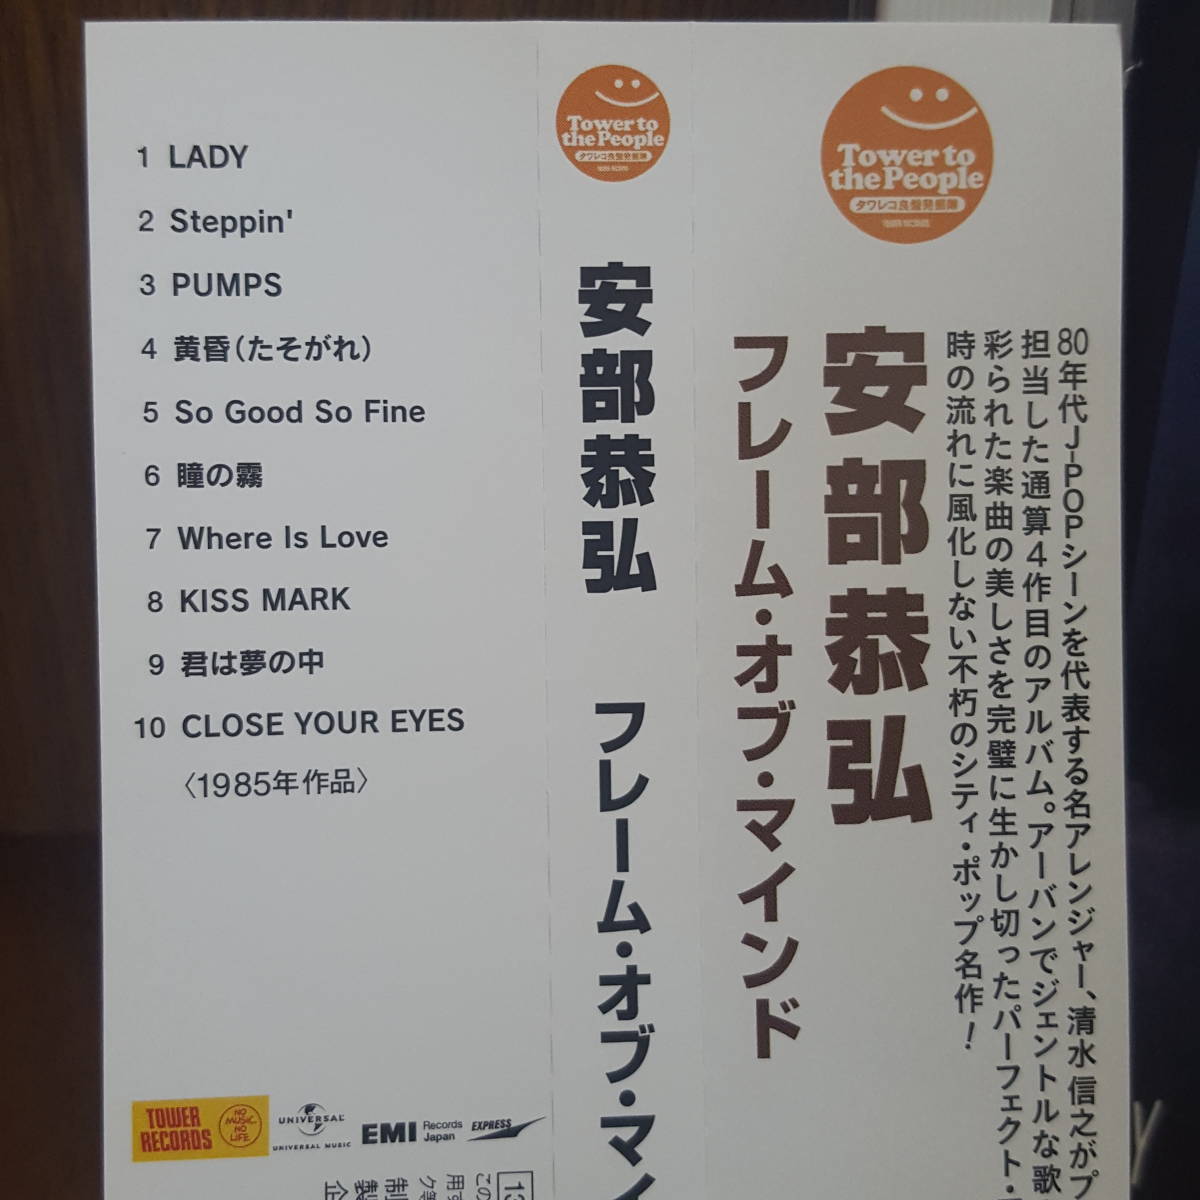 1 LADY
2 Steppin'
3 PUMPS
4 黄昏(たそがれ)
5 So Good So Fine
6 瞳の霧
7 Where Is Love
8 KISS MARK
9 君は夢の中
10 CLOSE YOUR EYES
〈1985年作品〉
TOWER RECORDS
NO MUSIC, NO LIFE
UNIVERSAL
UNIVERSAL MUSIC
EMI Records Japan
EXPRESS
Tower to
the People
タワレコ良盤発掘隊
安部恭弘
フレーム・オブ・マイ
Tower to
the People
タワレコ良盤発掘隊
80年代J-POPシーンを代表する名アレンジャー、清水信之がプ
担当した通算4作目のアルバム。アーバンでジェントルな歌
彩られた楽曲の美しさを完璧に生かし切ったパーフェクト・
時の流れに風化しない不朽のシティ・ポップ名作!
安部恭弘
フレーム・オブ・マインド